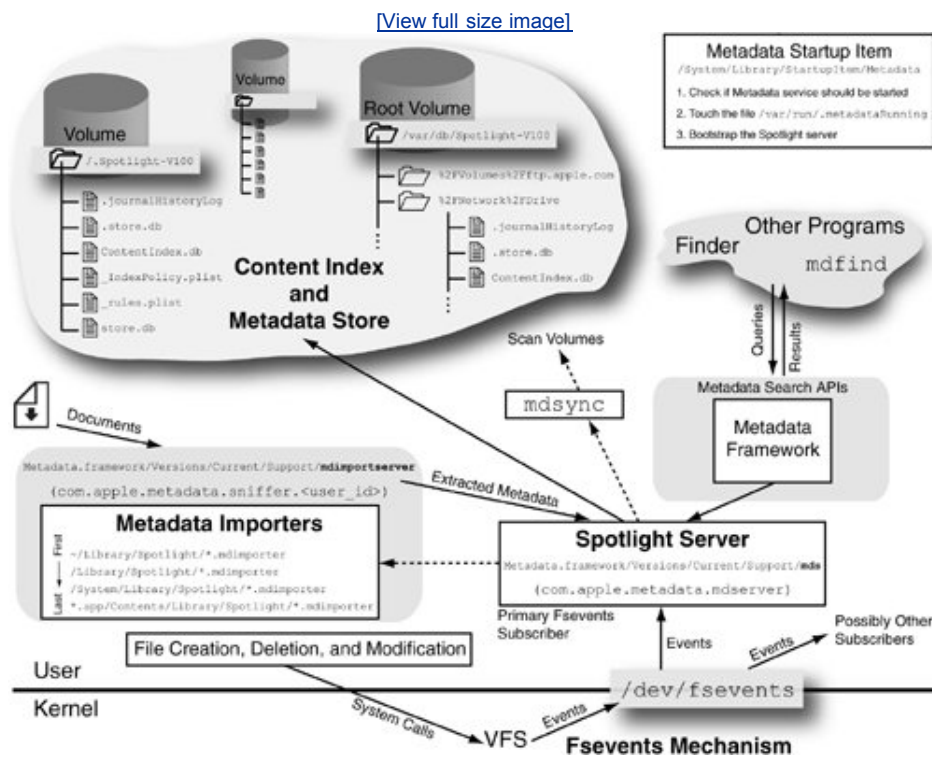 [View full size image]
Volume
/.Spotlight-V100
.journalHistoryLog
.store.db
ContentIndex.db
_IndexPolicy.plist
_rules.plist
store.db
Volume
Root Volume
/var/db/Spotlight-V100
%2FVolumes%2Fftp.apple.com
%2FNetwork%2FDrive
.journalHistoryLog
.store.db
ContentIndex.db
Content Index
and
Metadata Store
Metadata Startup Item
/System/Library/StartupItem/Metadata
1. Check if Metadata service should be started
2. Touch the file /var/run/.metadataRunning
3. Bootstrap the Spotlight server
Finder
Other Programs
mdfind
Queries
Results
Metadata Search APIs
Metadata
Framework
Scan Volumes
mdsync
Documents
Metadata.framework/Versions/Current/Support/mdimportserver
(com.apple.metadata.sniffer.<user_id>)
Metadata Importers
First
Last
~/Library/Spotlight/*.mdimporter
/Library/Spotlight/*.mdimporter
/System/Library/Spotlight/*.mdimporter
*.app/Contents/Library/Spotlight/*.mdimporter
Extracted Metadata
Spotlight Server
Metadata.framework/Versions/Current/Support/mds
(com.apple.metadata.mdserver)
Primary Fsevents
Subscriber
Events
Events
Possibly Other
Subscribers
File Creation, Deletion, and Modification
User
Kernel
System Calls
VFS
Events
/dev/fsevents
Fsevents Mechanism